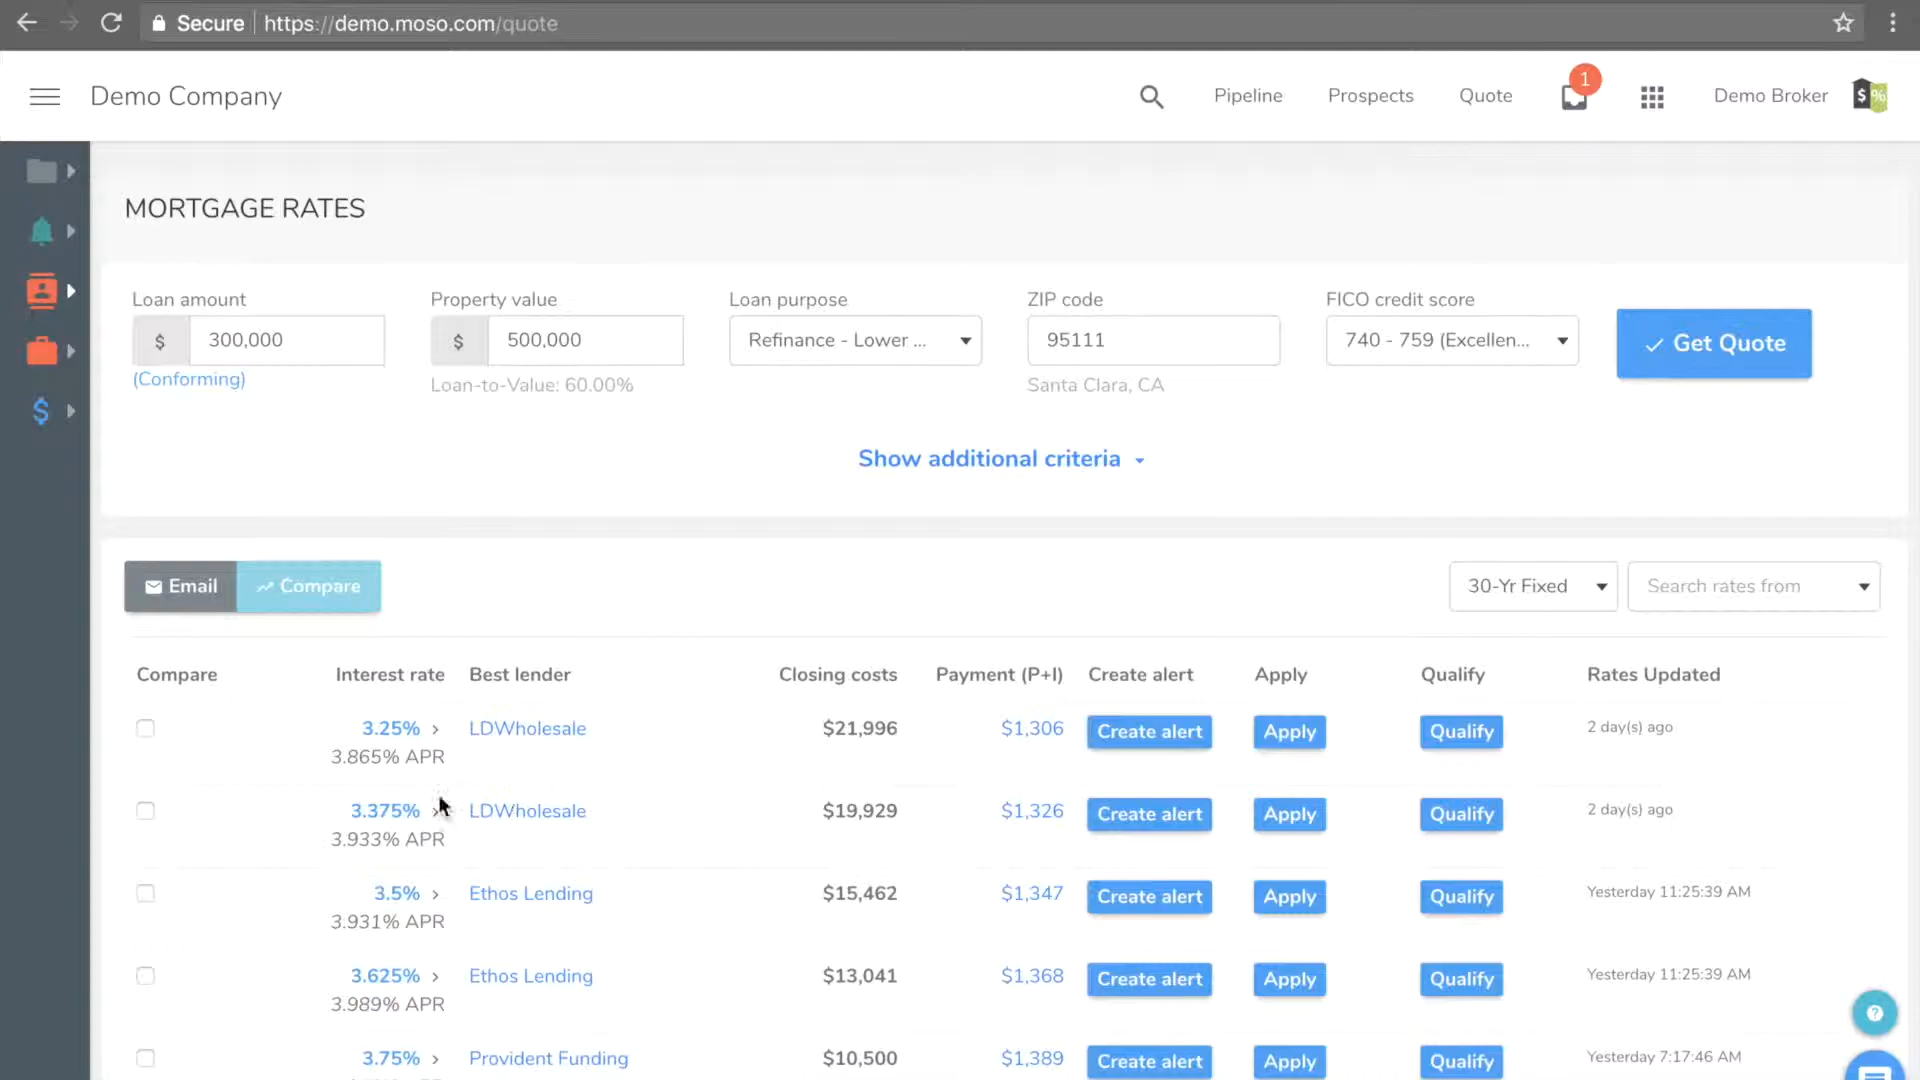 Secure https://demo.moso.com/quote
Demo Company
Pipeline Prospects Quote 1 Demo Broker $ %
MORTGAGE RATES
Loan amount Property value Loan purpose ZIP code FICO credit score
$ 300,000 $ 500,000 Refinance - Lower ... 95111 740 - 759 (Excellen... Get Quote
(Conforming) Loan-to-Value: 60.00% Santa Clara, CA
Show additional criteria
Email Compare 30-Yr Fixed Search rates from
Compare Interest rate Best lender Closing costs Payment (P+I) Create alert Apply Qualify Rates Updated
3.25% > LDWholesale $21,996 $1,306 Create alert Apply Qualify 2 day(s) ago
3.865% APR
3.375% LDWholesale $19,929 $1,326 Create alert Apply Qualify 2 day(s) ago
3.933% APR
3.5% > Ethos Lending $15,462 $1,347 Create alert Apply Qualify Yesterday 11:25:39 AM
3.931% APR
3.625% > Ethos Lending $13,041 $1,368 Create alert Apply Qualify Yesterday 11:25:39 AM
3.989% APR
3.75% > Provident Funding $10,500 $1,389 Create alert Apply Qualify Yesterday 7:17:46 AM